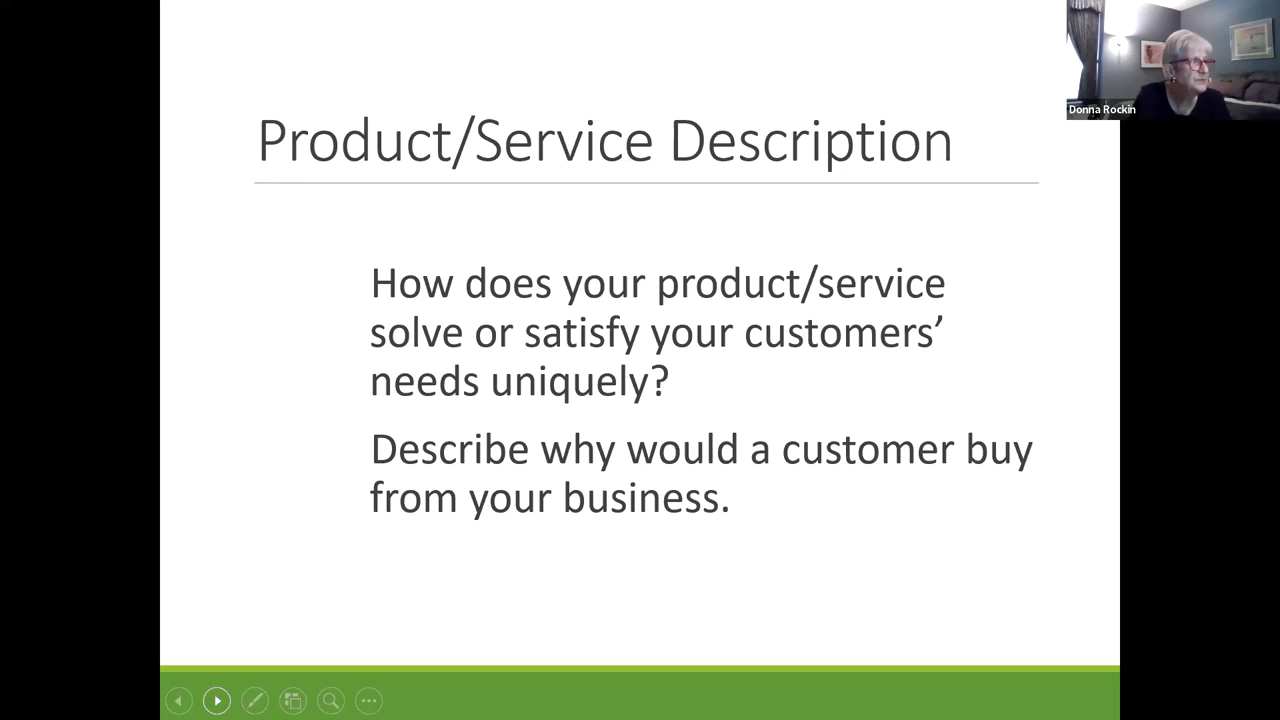 Product/Service Description
Donna Rockin
How does your product/service
solve or satisfy your customers’
needs uniquely?
Describe why would a customer buy
from your business.